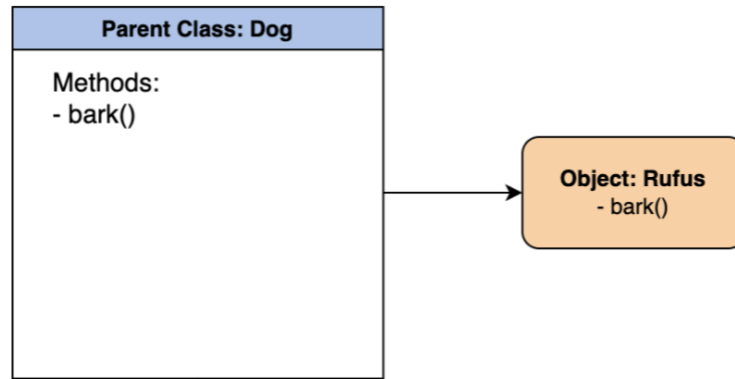 Parent Class: Dog
Methods:
- bark()
Object: Rufus
- bark()